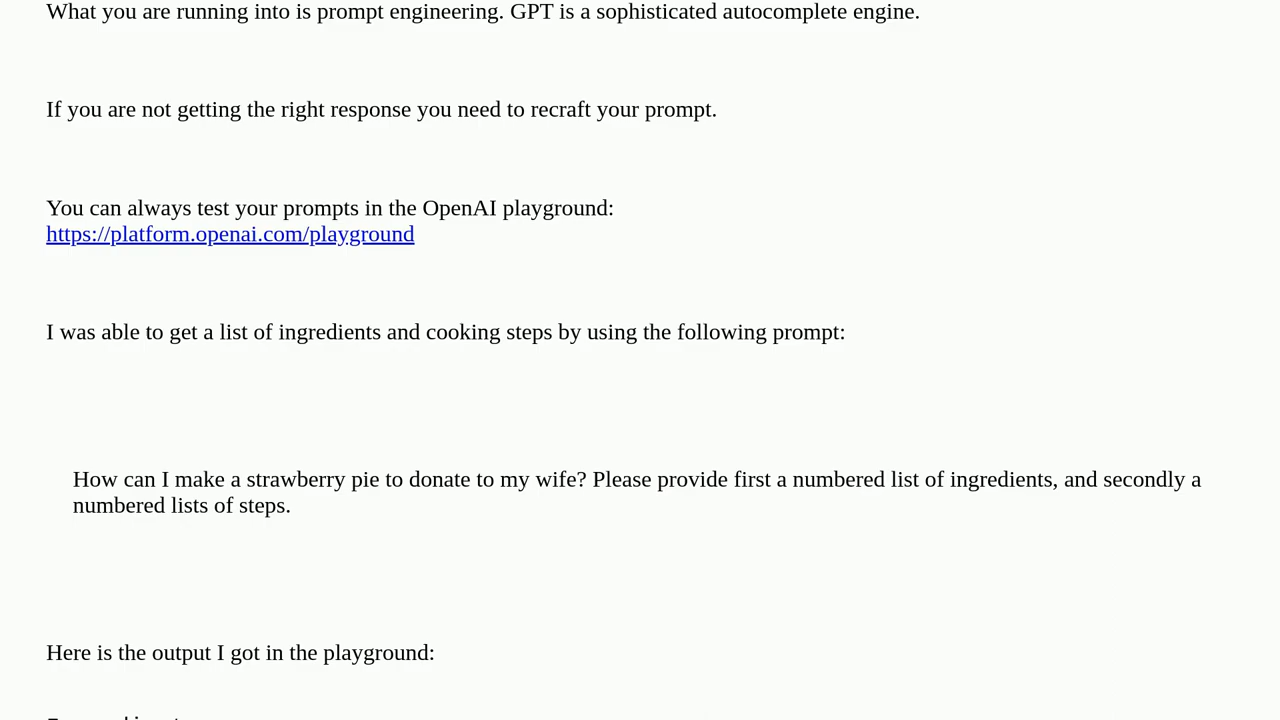 What you are running into is prompt engineering. GPT is a sophisticated autocomplete engine.
If you are not getting the right response you need to recraft your prompt.
You can always test your prompts in the OpenAI playground:
https://platform.openai.com/playground
I was able to get a list of ingredients and cooking steps by using the following prompt:
How can I make a strawberry pie to donate to my wife? Please provide first a numbered list of ingredients, and secondly a
numbered lists of steps.
Here is the output I got in the playground: